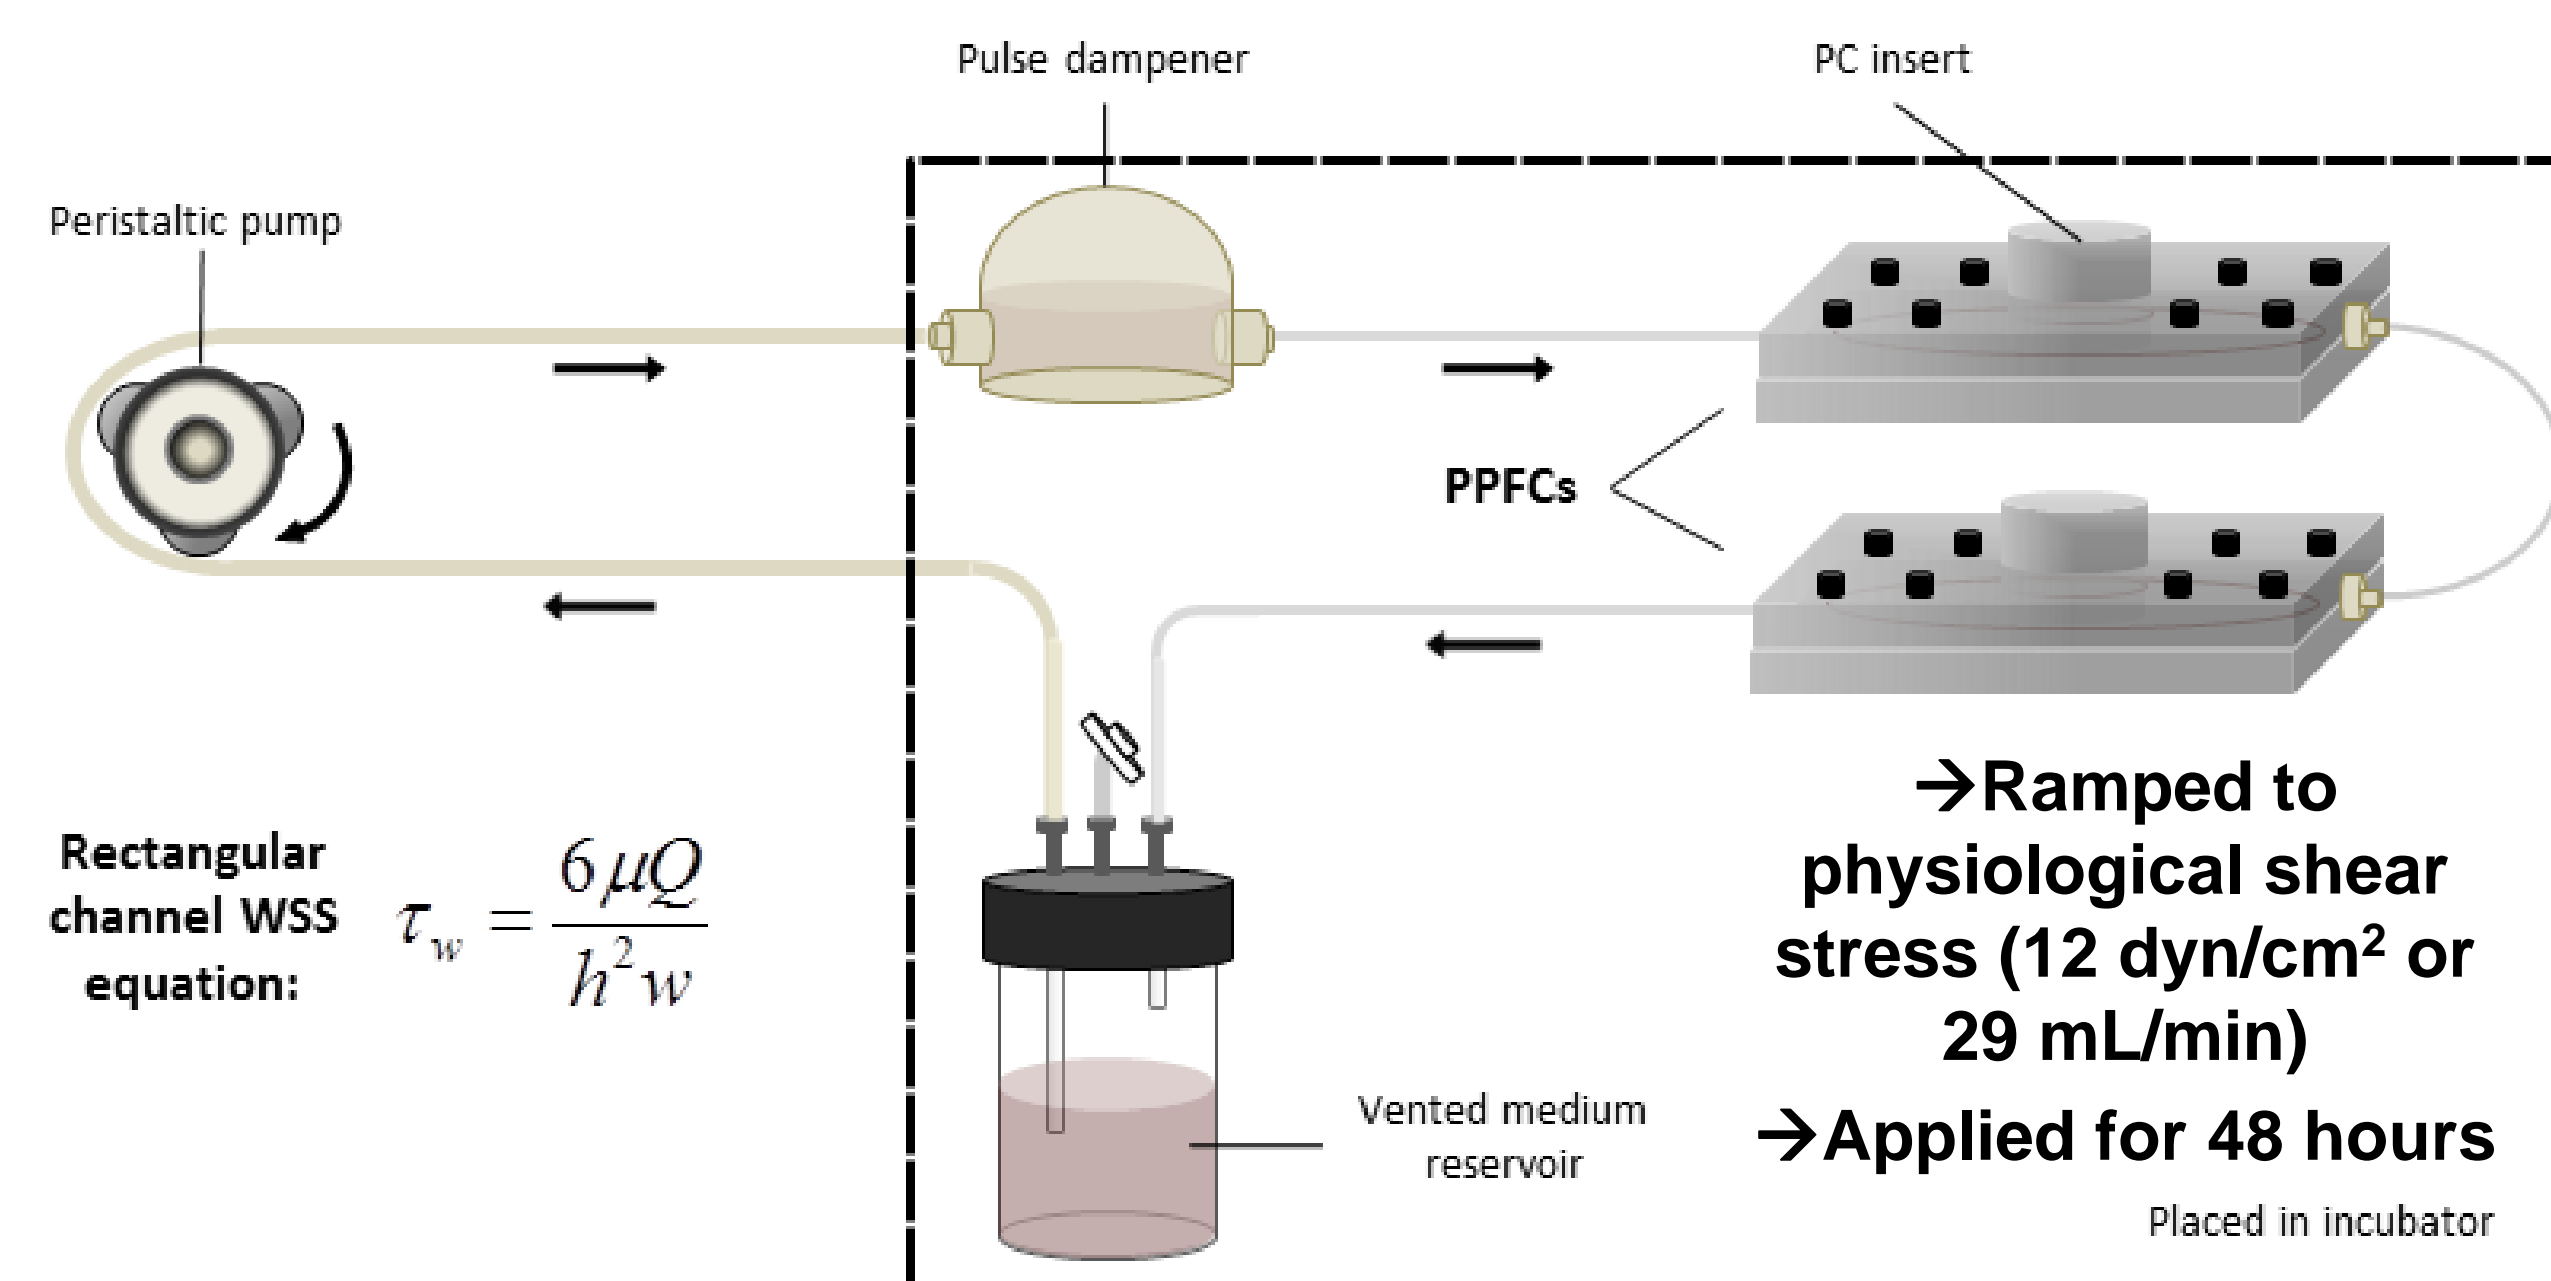 Pulse dampener
PC insert
Peristaltic pump
PPFCs
Rectangular
channel WSS
equation:
τ_w = 6μQ / h²w
→Ramped to
physiological shear
stress (12 dyn/cm² or
29 mL/min)
→Applied for 48 hours
Vented medium
reservoir
Placed in incubator